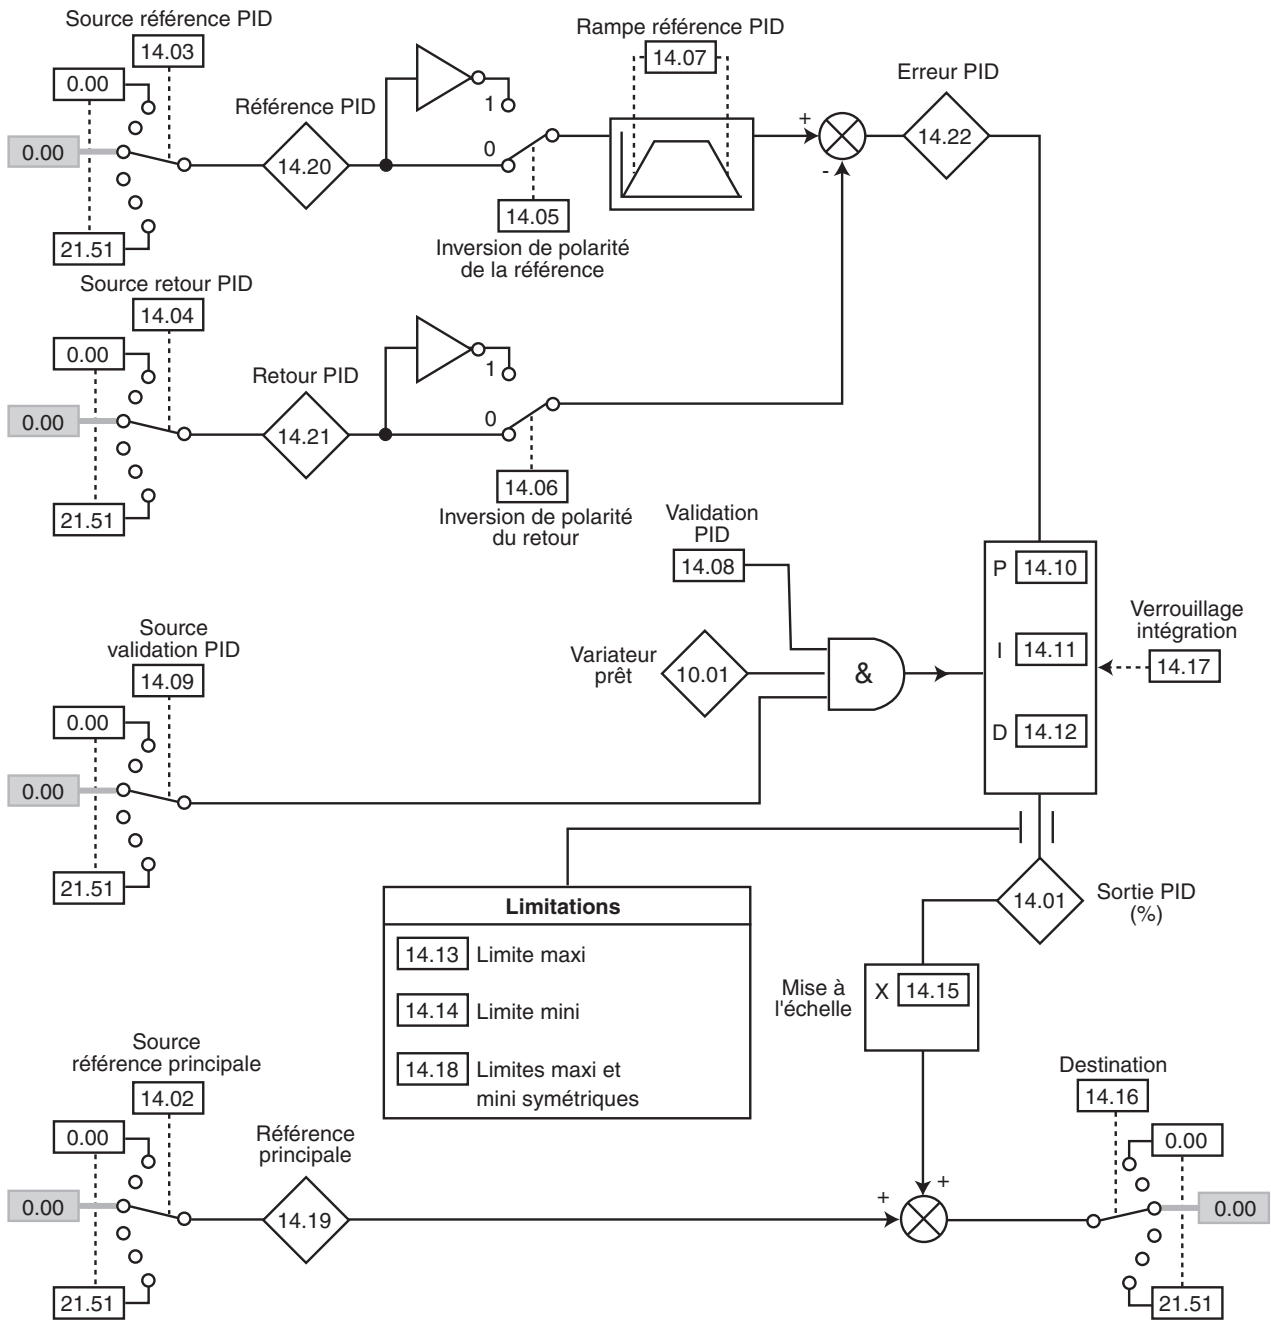 Source référence PID
14.03
0.00
0.00
21.51
Référence PID
14.20
1
0
14.05
Inversion de polarité
de la référence
Rampe référence PID
14.07
+
-
Erreur PID
14.22
Source retour PID
14.04
0.00
0.00
21.51
Retour PID
14.21
1
0
14.06
Inversion de polarité
du retour
Validation
PID
14.08
Variateur
prêt
10.01
&
P 14.10
I 14.11
D 14.12
Verrouillage
intégration
14.17
Source
validation PID
14.09
0.00
0.00
21.51
Limitations
14.13 Limite maxi
14.14 Limite mini
14.18 Limites maxi et
mini symétriques
14.01
Sortie PID
(%)
Mise à
l'échelle
X 14.15
Source
référence principale
14.02
0.00
0.00
21.51
Référence
principale
14.19
+
+
Destination
14.16
0.00
0.00
21.51